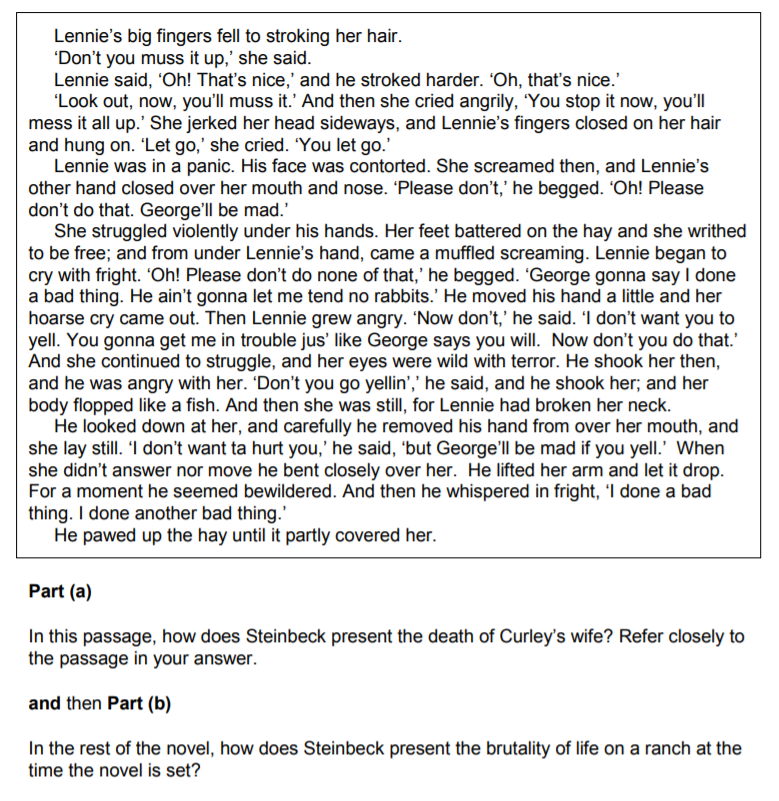 Lennie’s big fingers fell to stroking her hair.
‘Don’t you muss it up,’ she said.
Lennie said, ‘Oh! That’s nice,’ and he stroked harder. ‘Oh, that’s nice.’
‘Look out, now, you’ll muss it.’ And then she cried angrily, ‘You stop it now, you’ll
mess it all up.’ She jerked her head sideways, and Lennie’s fingers closed on her hair
and hung on. ‘Let go,’ she cried. ‘You let go.’
Lennie was in a panic. His face was contorted. She screamed then, and Lennie’s
other hand closed over her mouth and nose. ‘Please don’t,’ he begged. ‘Oh! Please
don’t do that. George’ll be mad.’
She struggled violently under his hands. Her feet battered on the hay and she writhed
to be free; and from under Lennie’s hand, came a muffled screaming. Lennie began to
cry with fright. ‘Oh! Please don’t do none of that,’ he begged. ‘George gonna say I done
a bad thing. He ain’t gonna let me tend no rabbits.’ He moved his hand a little and her
hoarse cry came out. Then Lennie grew angry. ‘Now don’t,’ he said. ‘I don’t want you to
yell. You gonna get me in trouble jus’ like George says you will.  Now don’t you do that.’
And she continued to struggle, and her eyes were wild with terror. He shook her then,
and he was angry with her. ‘Don’t you go yellin’,’ he said, and he shook her; and her
body flopped like a fish. And then she was still, for Lennie had broken her neck.
He looked down at her, and carefully he removed his hand from over her mouth, and
she lay still. ‘I don’t want ta hurt you,’ he said, ‘but George’ll be mad if you yell.’  When
she didn’t answer nor move he bent closely over her.  He lifted her arm and let it drop.
For a moment he seemed bewildered. And then he whispered in fright, ‘I done a bad
thing. I done another bad thing.’
He pawed up the hay until it partly covered her.
Part (a)
In this passage, how does Steinbeck present the death of Curley’s wife? Refer closely to
the passage in your answer.
and then Part (b)
In the rest of the novel, how does Steinbeck present the brutality of life on a ranch at the
time the novel is set?